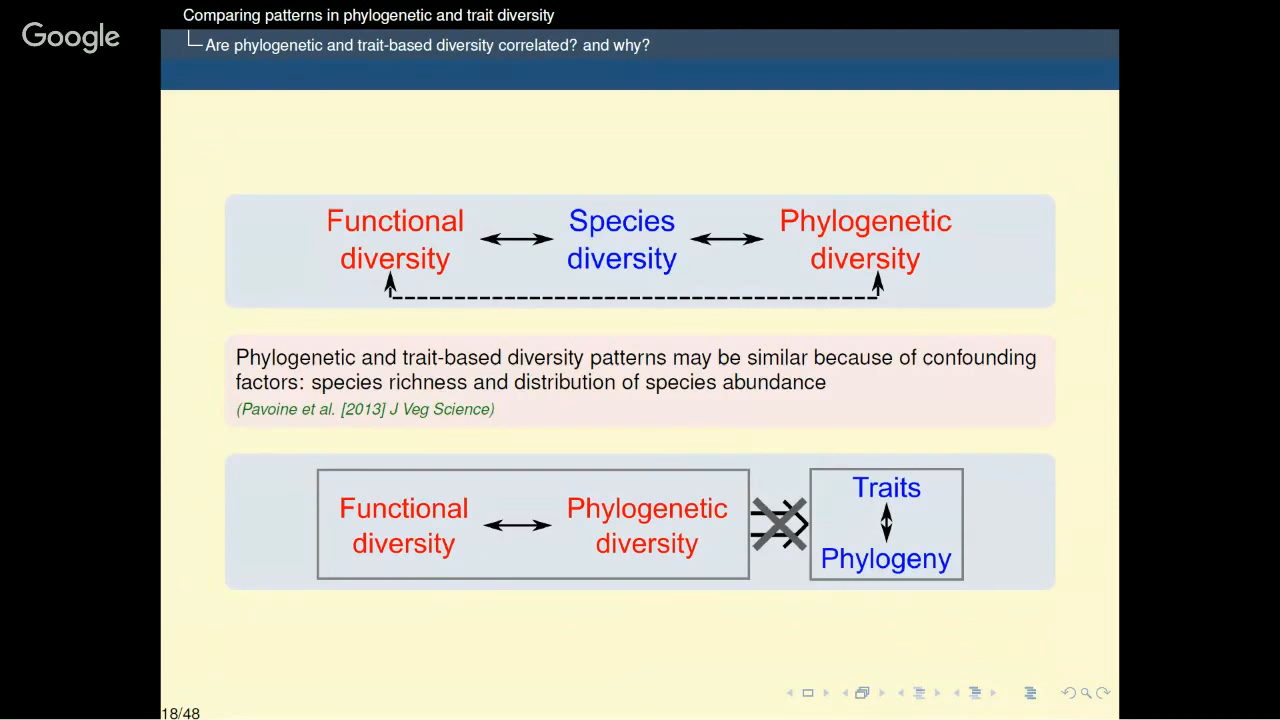 Google
Comparing patterns in phylogenetic and trait diversity
Are phylogenetic and trait-based diversity correlated? and why?
Functional
diversity
Species
diversity
Phylogenetic
diversity
Phylogenetic and trait-based diversity patterns may be similar because of confounding
factors: species richness and distribution of species abundance
(Pavoine et al. [2013] J Veg Science)
Functional
diversity
Phylogenetic
diversity
Traits
Phylogeny
18/48